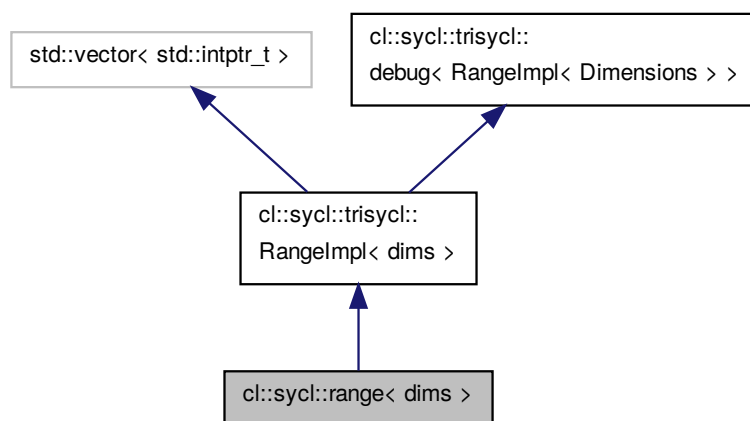 std::vector< std::intptr_t >
cl::sycl::trisycl::
debug< RangeImpl< Dimensions > >
cl::sycl::trisycl::
RangeImpl< dims >
cl::sycl::range< dims >